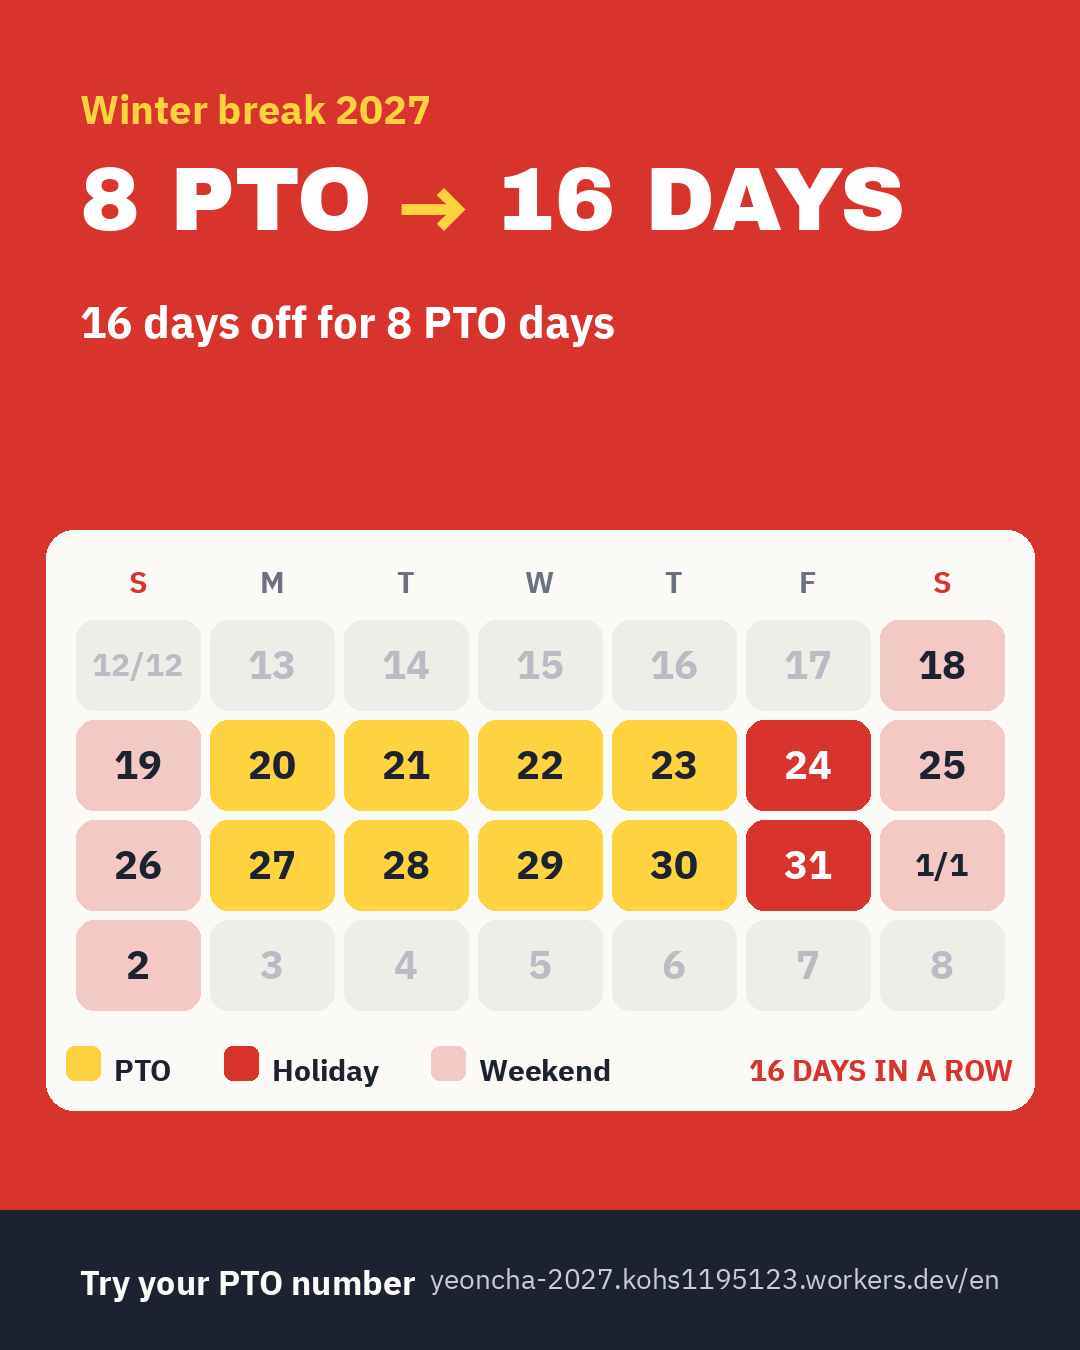 Winter break 2027
8 PTO → 16 DAYS
16 days off for 8 PTO days
S M T W T F S
12/12 13 14 15 16 17 18
19 20 21 22 23 24 25
26 27 28 29 30 31 1/1
2 3 4 5 6 7 8
PTO Holiday Weekend 16 DAYS IN A ROW
Try your PTO number yeoncha-2027.kohs1195123.workers.dev/en